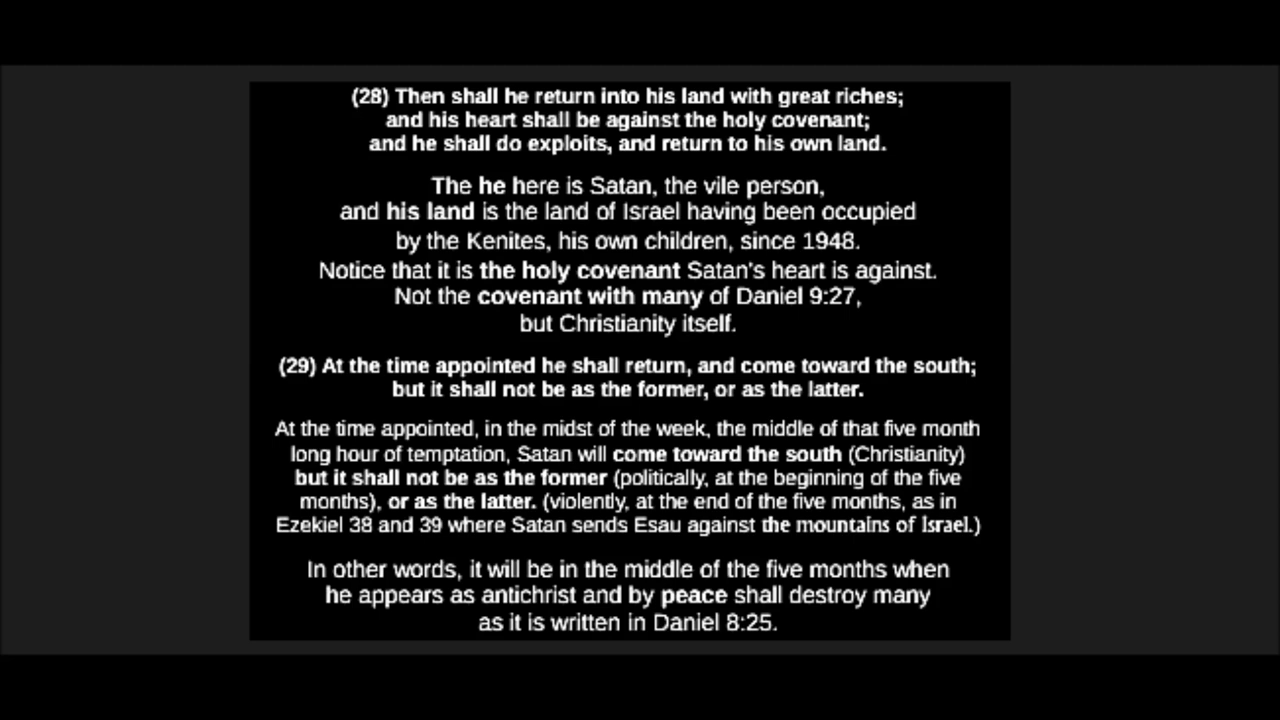 (28) Then shall he return into his land with great riches;
and his heart shall be against the holy covenant;
and he shall do exploits, and return to his own land.
The he here is Satan, the vile person,
and his land is the land of Israel having been occupied
by the Kenites, his own children, since 1948.
Notice that it is the holy covenant Satan's heart is against.
Not the covenant with many of Daniel 9:27,
but Christianity itself.
(29) At the time appointed he shall return, and come toward the south;
but it shall not be as the former, or as the latter.
At the time appointed, in the midst of the week, the middle of that five month
long hour of temptation, Satan will come toward the south (Christianity)
but it shall not be as the former (politically, at the beginning of the five
months), or as the latter. (violently, at the end of the five months, as in
Ezekiel 38 and 39 where Satan sends Esau against the mountains of Israel.)
In other words, it will be in the middle of the five months when
he appears as antichrist and by peace shall destroy many
as it is written in Daniel 8:25.